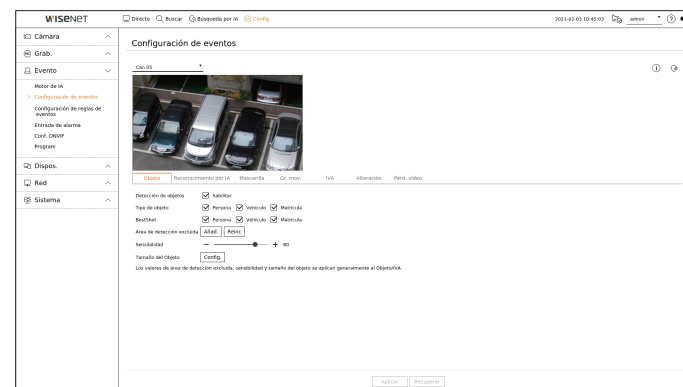 WISENET
Directo Buscar Búsqueda por IA Config.
2021-02-03 10:45:03 admin
Cámara
Grab.
Evento
Motor de IA
Configuración de eventos
Configuración de reglas de eventos
Entrada de alarma
Conf. ONVIF
Program
Dispos.
Red
Sistema
Configuración de eventos
Can 05
Objeto Reconocimiento por IA Mascarilla Gr. mov. IVA Alteración Pérd. vídeo
Detección de objetos habilitar
Tipo de objeto Persona Vehículo Matrícula
BestShot Persona Vehículo Matrícula
Área de detección excluida Añad. Reinc
Sensibilidad 80
Tamaño del Objeto Config.
Los valores de área de detección excluida, sensibilidad y tamaño del objeto se aplican generalmente al Objeto/IVA.
Aplicar Recuperar